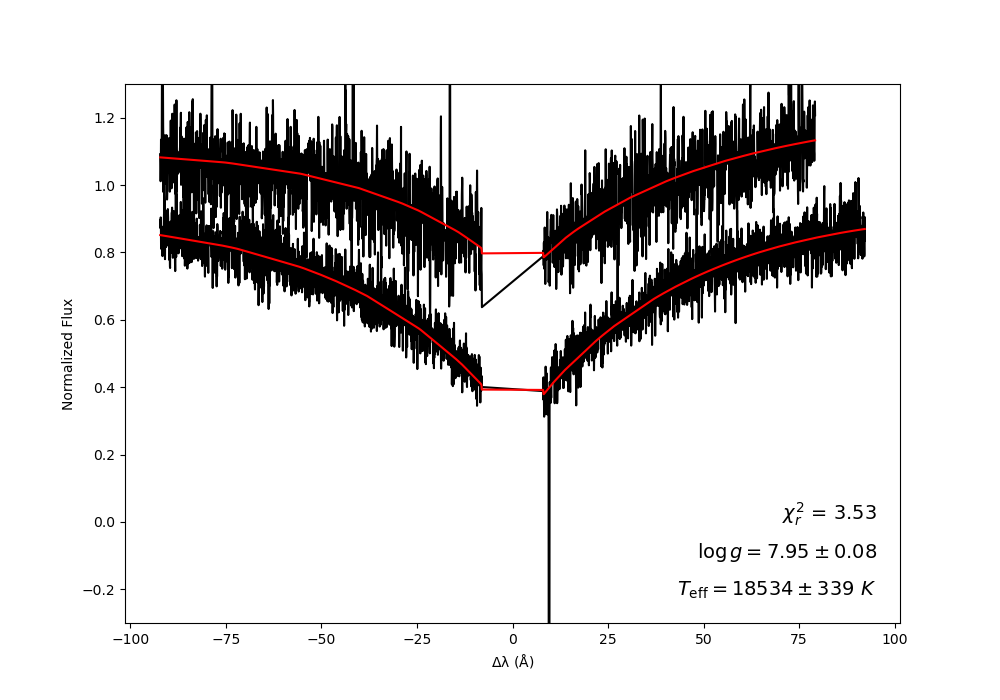 1.2
1.0
0.8
0.6
0.4
0.2
0.0
−0.2
Normalized Flux
χ²ᵣ = 3.53
log g = 7.95 ± 0.08
T_eff = 18534 ± 339 K
−100 −75 −50 −25 0 25 50 75 100
Δλ (Å)